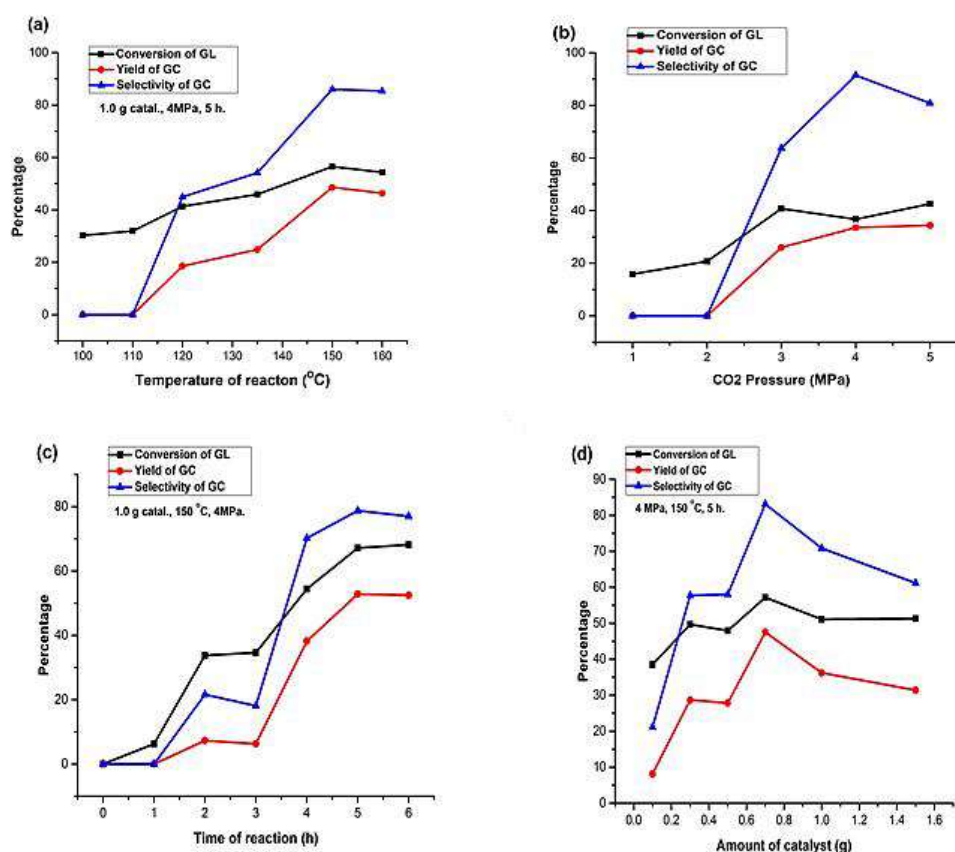 (a)
Conversion of GL
Yield of GC
Selectivity of GC
1.0 g catal., 4MPa, 5 h.
100
80
60
40
20
0
Percentage
100 110 120 130 140 150 160
Temperature of reacton (°C)
(b)
Conversion of GL
Yield of GC
Selectivity of GC
100
80
60
40
20
0
Percentage
1 2 3 4 5
CO2 Pressure (MPa)
(c)
Conversion of GL
Yield of GC
Selectivity of GC
1.0 g catal., 150 °C, 4MPa.
80
60
40
20
0
Percentage
0 1 2 3 4 5 6
Time of reaction (h)
(d)
Conversion of GL
Yield of GC
Selectivity of GC
4 MPa, 150 °C, 5 h.
90
80
70
60
50
40
30
20
10
0
Percentage
0.0 0.2 0.4 0.6 0.8 1.0 1.2 1.4 1.6
Amount of catalyst (g)